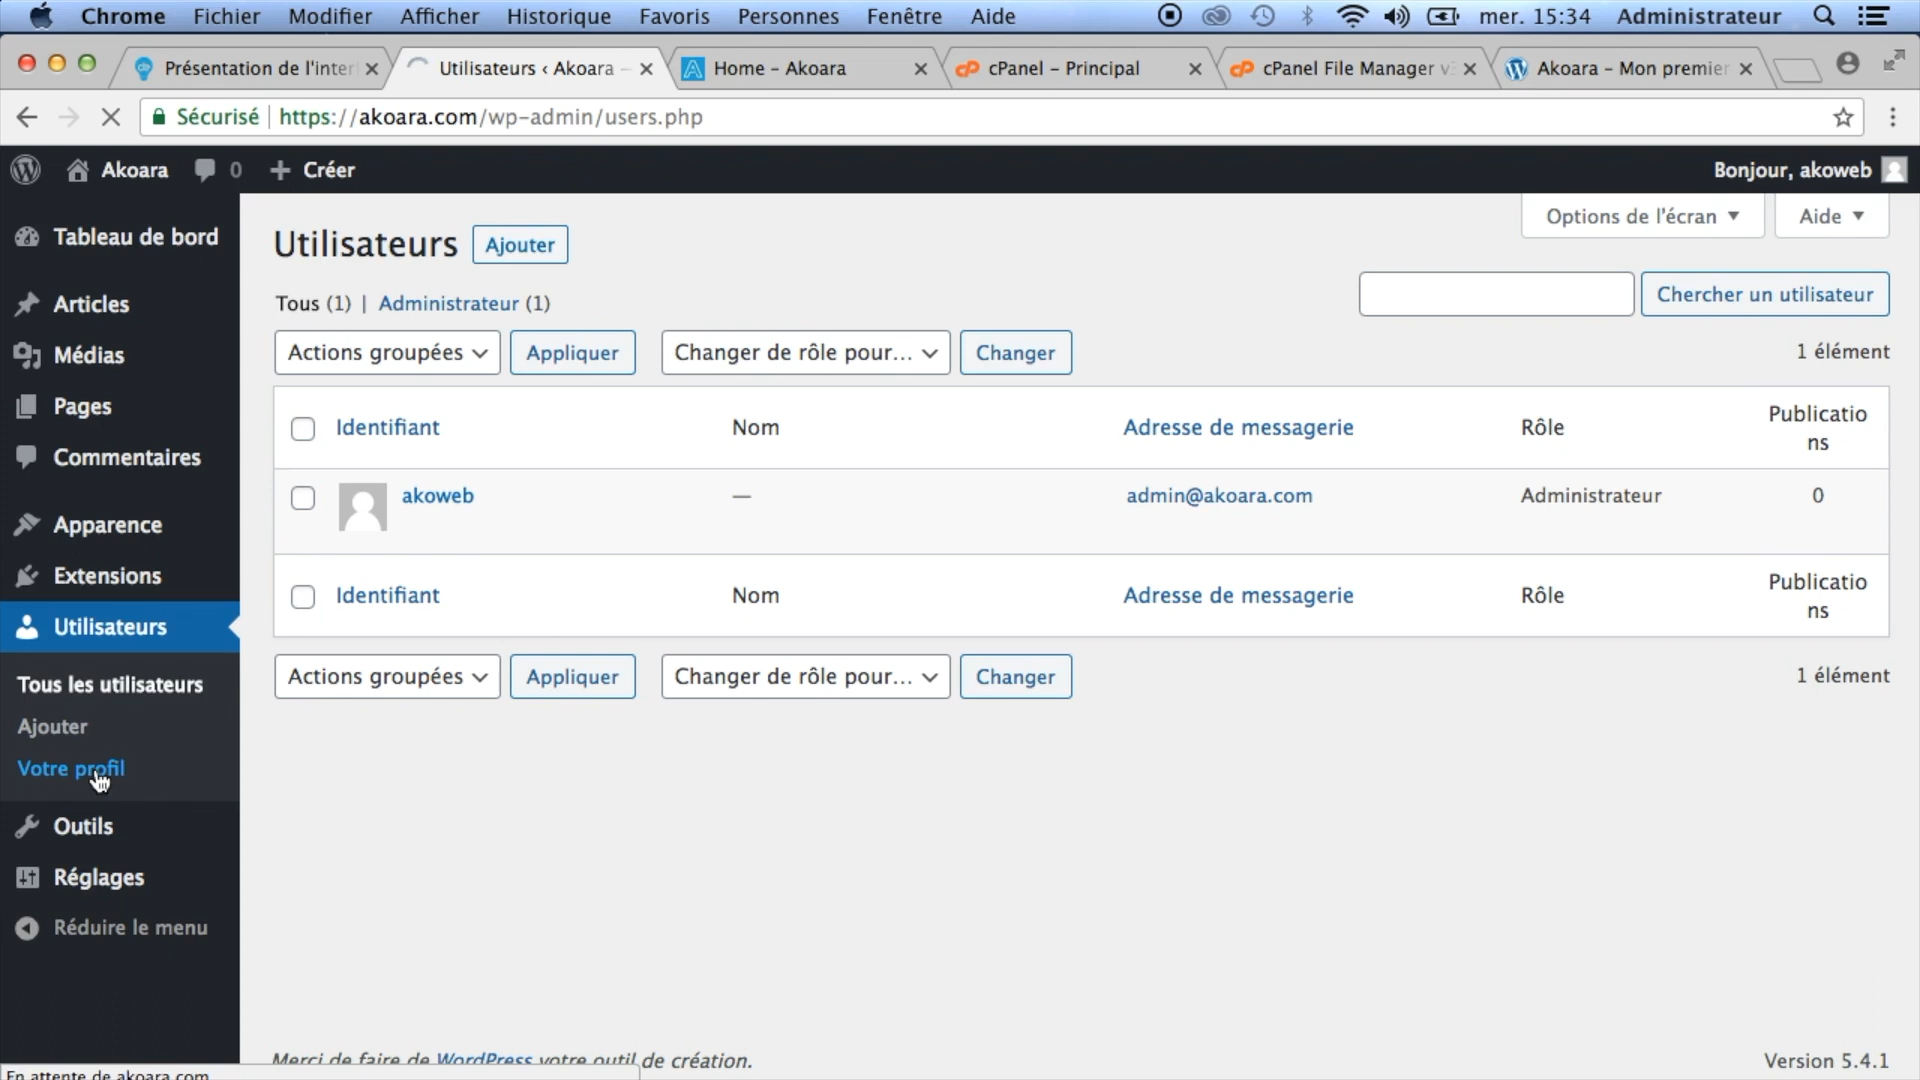 Chrome Fichier Modifier Afficher Historique Favoris Personnes Fenêtre Aide mer. 15:34 Administrateur
Présentation de l'inter Utilisateurs ‹ Akoara – Home – Akoara cPanel – Principal cPanel File Manager v3 Akoara – Mon premier
Sécurisé https://akoara.com/wp-admin/users.php
Akoara 0 + Créer Bonjour, akoweb
Tableau de bord
Articles
Médias
Pages
Commentaires
Apparence
Extensions
Utilisateurs
Tous les utilisateurs
Ajouter
Votre profil
Outils
Réglages
Réduire le menu
Options de l'écran Aide
Utilisateurs Ajouter
Tous (1) | Administrateur (1)
Chercher un utilisateur
Actions groupées Appliquer Changer de rôle pour... Changer 1 élément
Identifiant Nom Adresse de messagerie Rôle Publicatio
ns
akoweb — admin@akoara.com Administrateur 0
Identifiant Nom Adresse de messagerie Rôle Publicatio
ns
Actions groupées Appliquer Changer de rôle pour... Changer 1 élément
Merci de faire de WordPress votre outil de création. Version 5.4.1
En attente de akoara.com